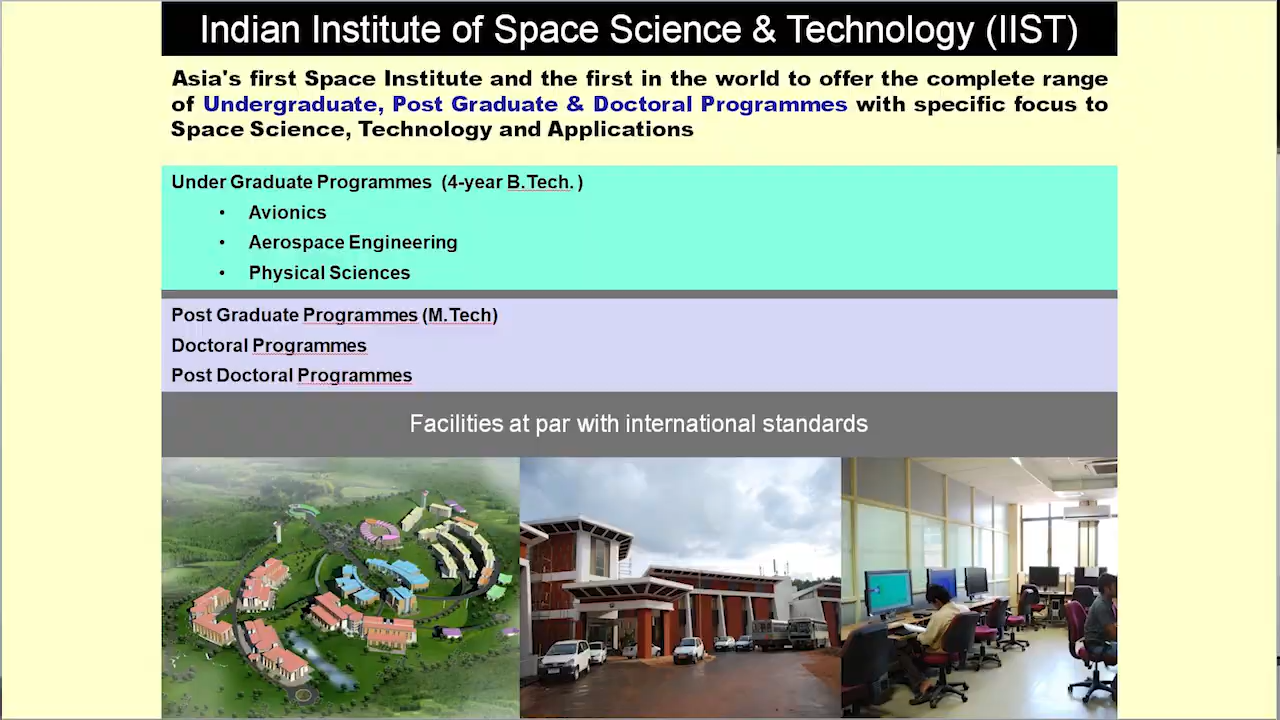 Indian Institute of Space Science & Technology (IIST)
Asia's first Space Institute and the first in the world to offer the complete range
of Undergraduate, Post Graduate & Doctoral Programmes with specific focus to
Space Science, Technology and Applications
Under Graduate Programmes (4-year B.Tech. )
• Avionics
• Aerospace Engineering
• Physical Sciences
Post Graduate Programmes (M.Tech)
Doctoral Programmes
Post Doctoral Programmes
Facilities at par with international standards